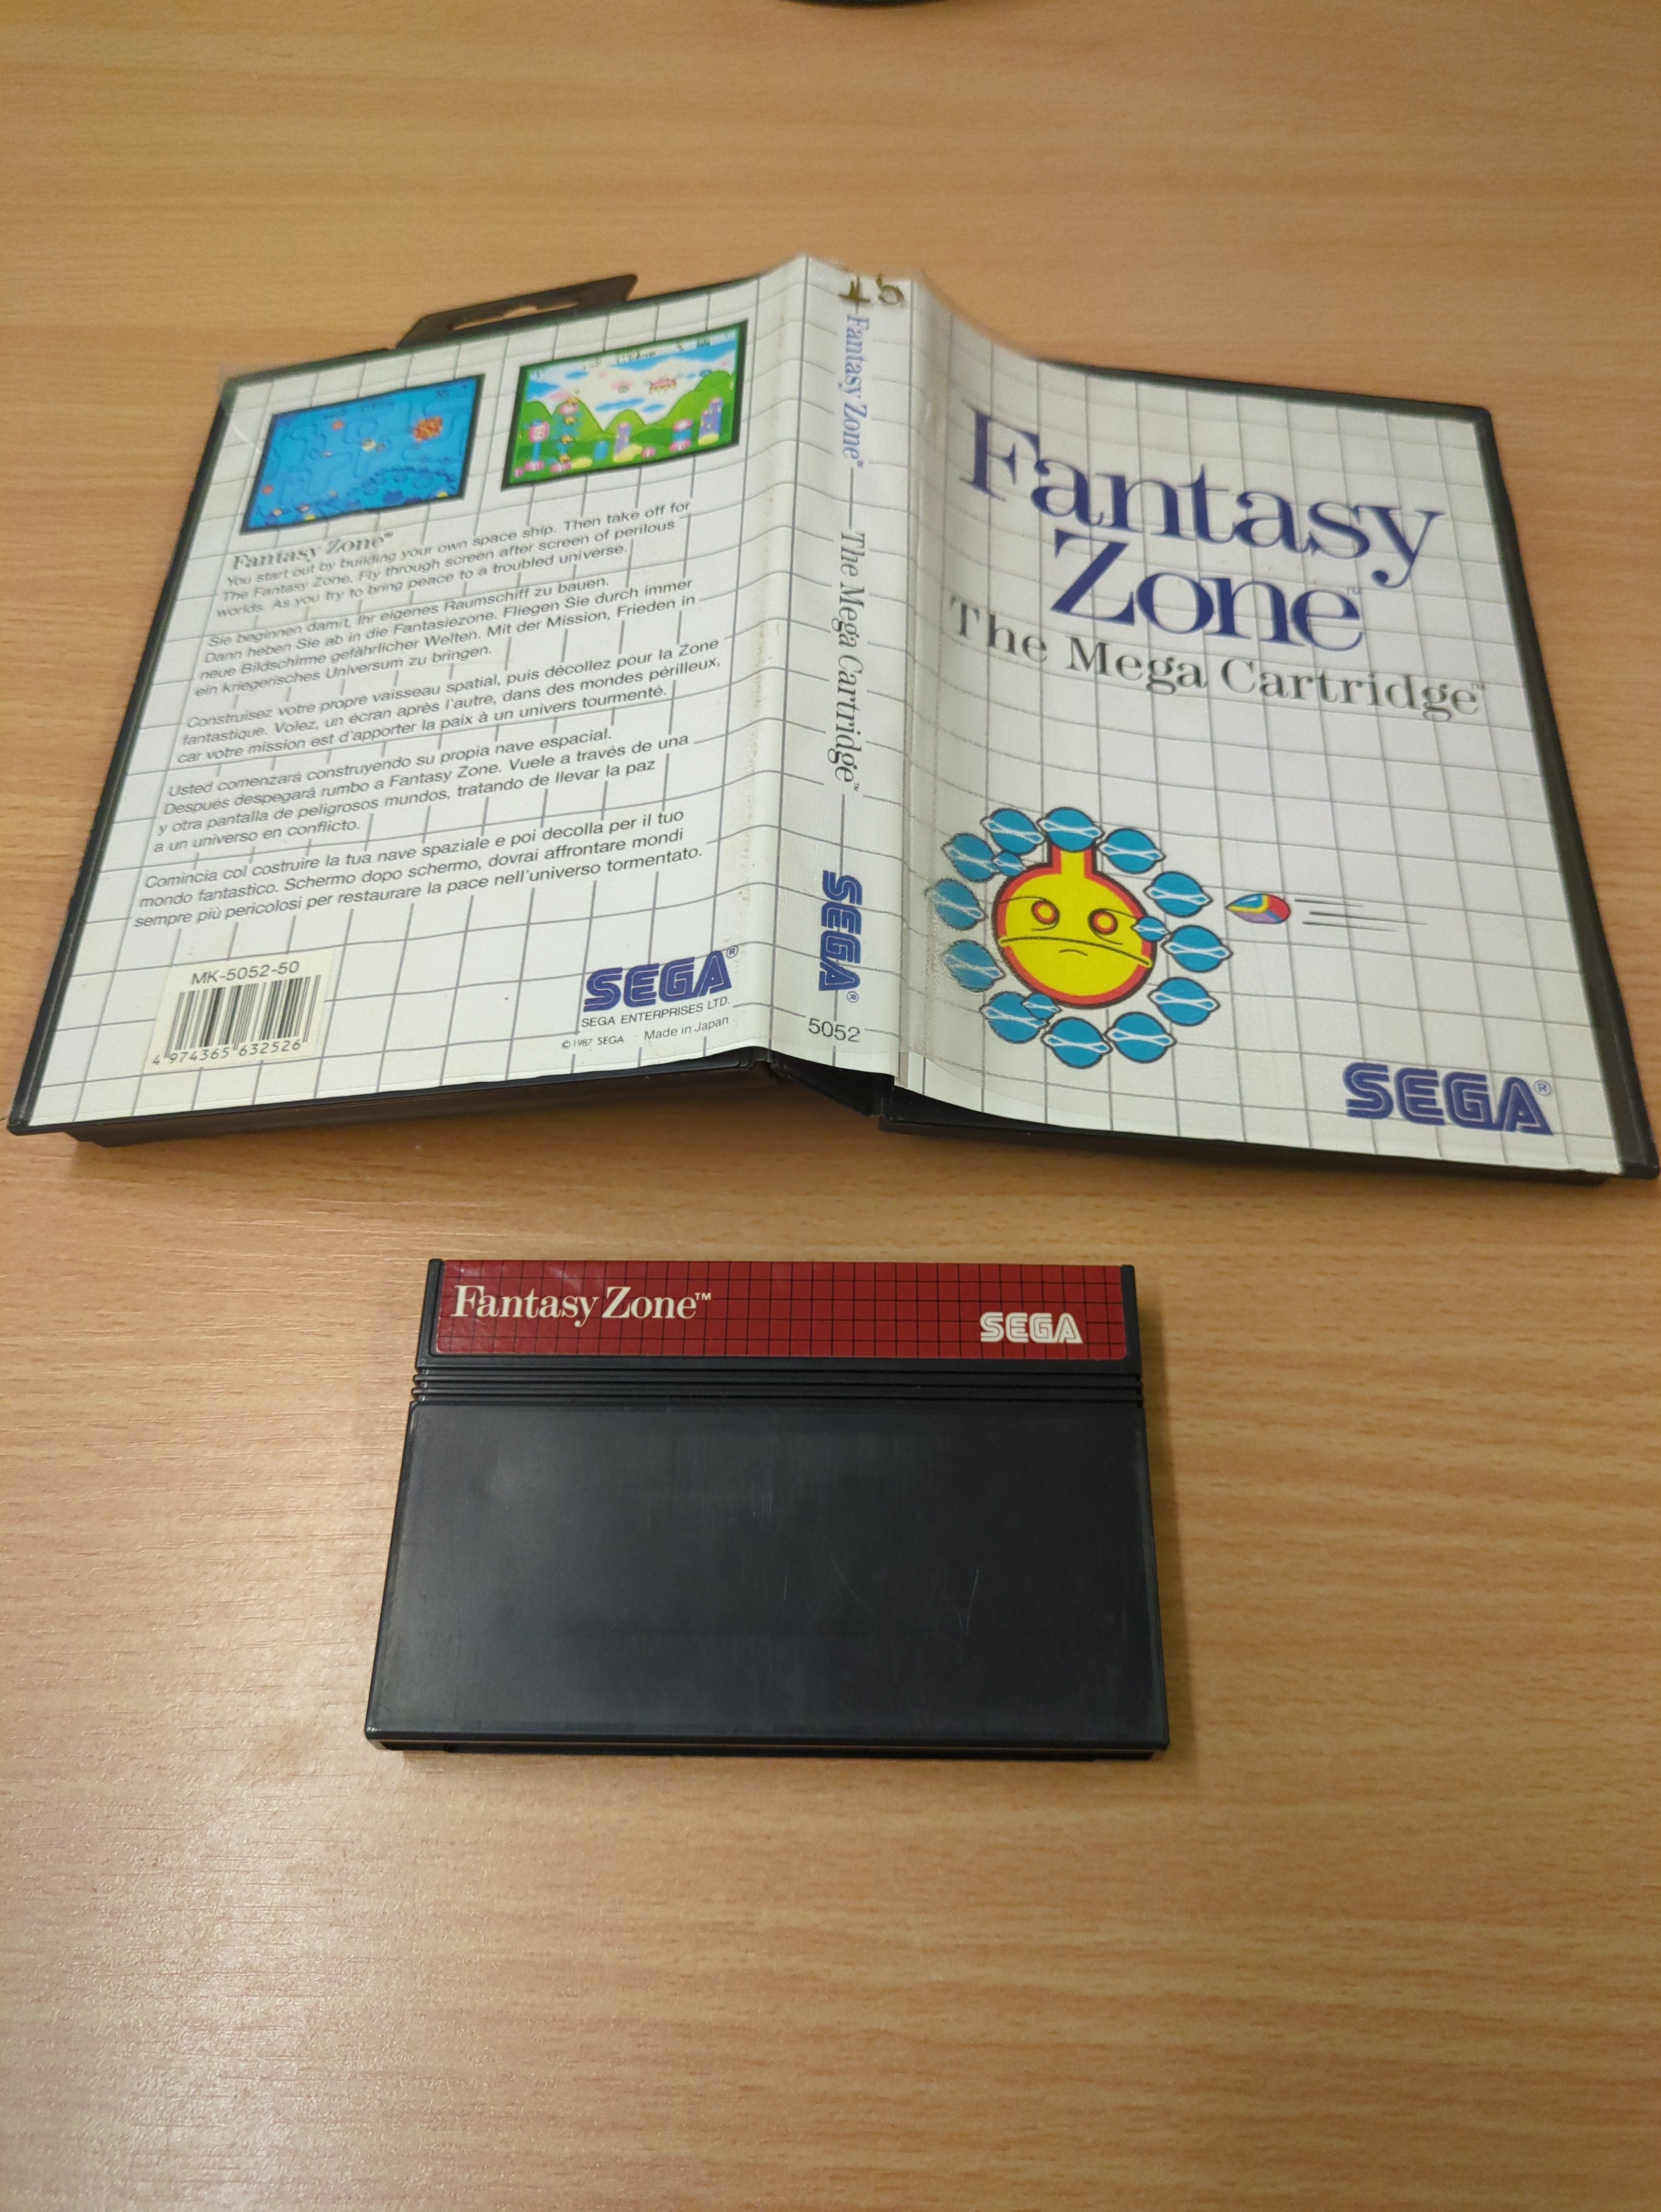 Fantasy Zone™
You start out by building your own space ship. Then take off for
The Fantasy Zone. Fly through screen after screen of perilous
worlds. As you try to bring peace to a troubled universe.
Sie beginnen damit, Ihr eigenes Raumschiff zu bauen.
Dann heben Sie ab in die Fantasiezone. Fliegen Sie durch immer
neue Bildschirme gefährlicher Welten. Mit der Mission, Frieden in
ein kriegerisches Universum zu bringen.
Construisez votre propre vaisseau spatial, puis décollez pour la Zone
fantastique. Volez, un écran après l'autre, dans des mondes périlleux,
car votre mission est d'apporter la paix à un univers tourmenté.
Usted comenzará construyendo su propia nave espacial.
Después despegará rumbo a Fantasy Zone. Vuele a través de una
y otra pantalla de peligrosos mundos, tratando de llevar la paz
a un universo en conflicto.
Comincia col costruire la tua nave spaziale e poi decolla per il tuo
mondo fantastico. Schermo dopo schermo, dovrai affrontare mondi
sempre più pericolosi per restaurare la pace nell'universo tormentato.
MK-5052-50
4 974365 632526
SEGA®
SEGA ENTERPRISES LTD.
©1987 SEGA Made in Japan
Fantasy Zone™ The Mega Cartridge™ SEGA®
5052
Fantasy
Zone™
The Mega Cartridge™
SEGA®
Fantasy Zone™
SEGA